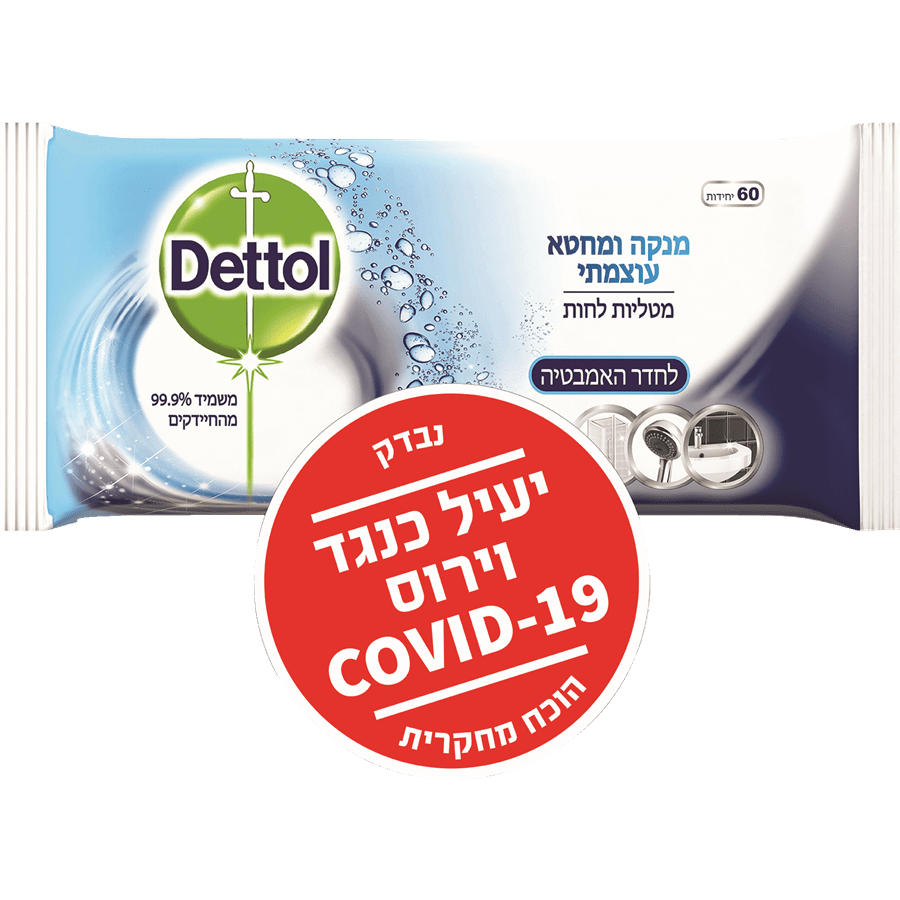 60 יחידות
Dettol
מנקה ומחטא
עוצמתי
מטליות לחות
לחדר האמבטיה
משמיד 99.9%
מהחיידקים
נבדק
יעיל כנגד
וירוס
COVID-19
הוכח מחקרית